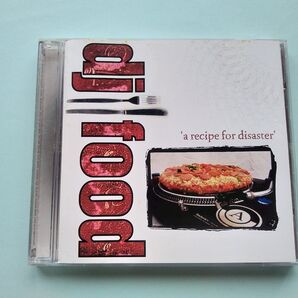 dj food
'a recipe for disaster'
A